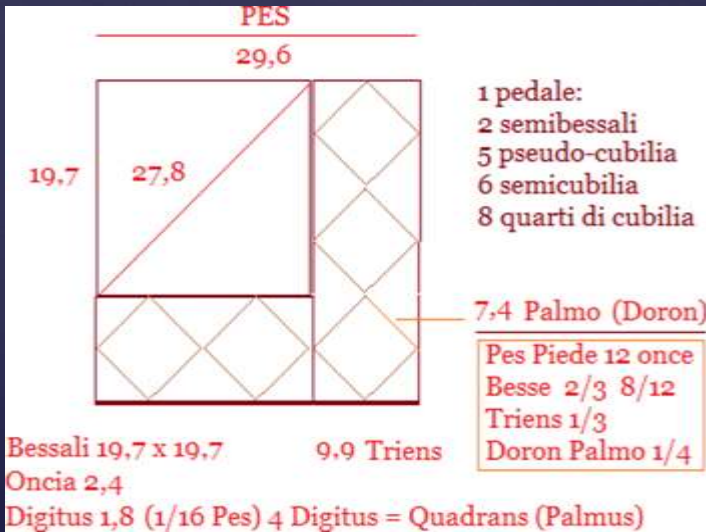 PES
29,6
19,7
27,8
1 pedale:
2 semibessali
5 pseudo-cubilia
6 semicubilia
8 quarti di cubilia
7,4 Palmo (Doron)
Pes Piede 12 once
Besse 2/3 8/12
Triens 1/3
Doron Palmo 1/4
Bessali 19,7 x 19,7
9,9 Triens
Oncia 2,4
Digitus 1,8 (1/16 Pes) 4 Digitus = Quadrans (Palmus)